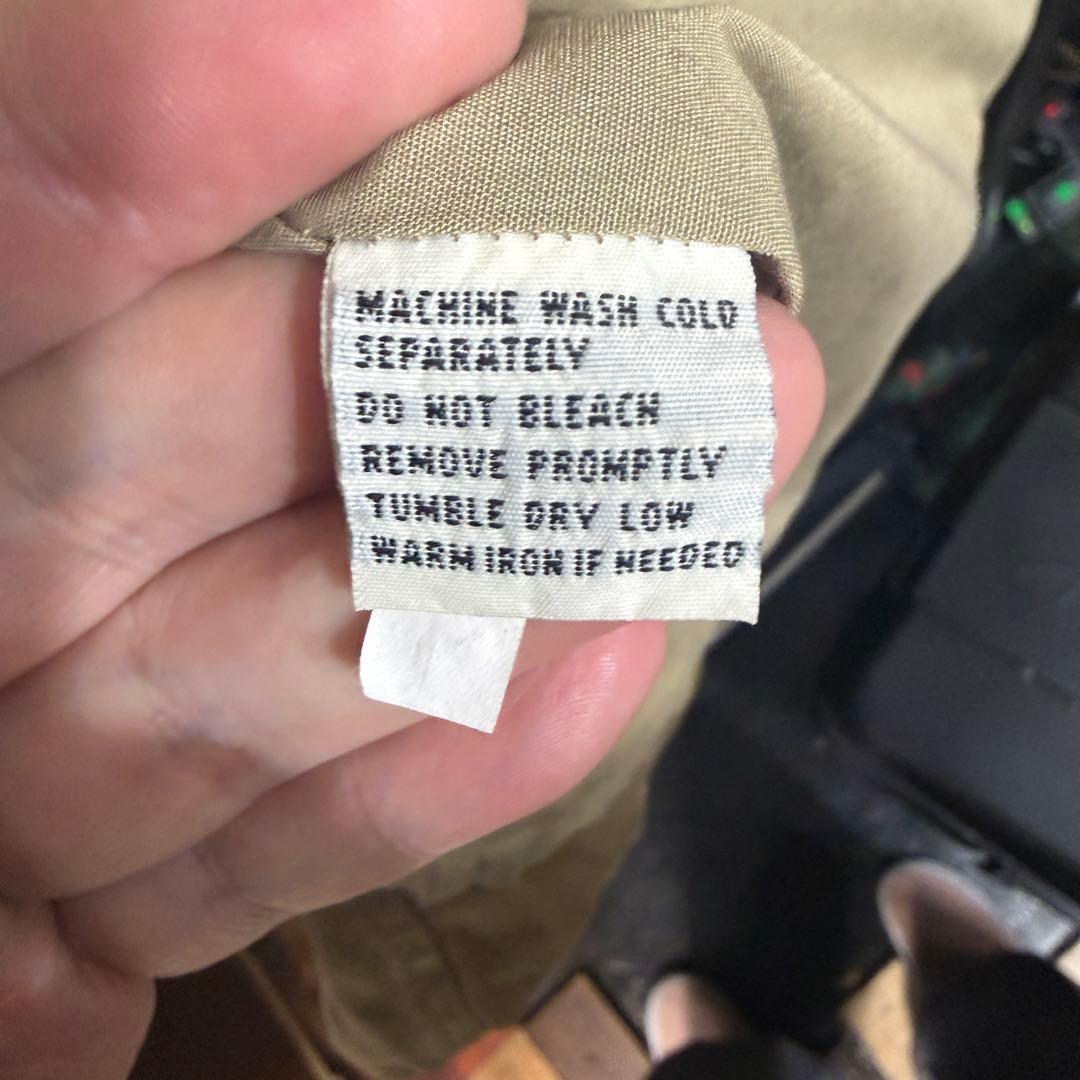 MACHINE WASH COLD
SEPARATELY
DO NOT BLEACH
REMOVE PROMPTLY
TUMBLE DRY LOW
WARM IRON IF NEEDED